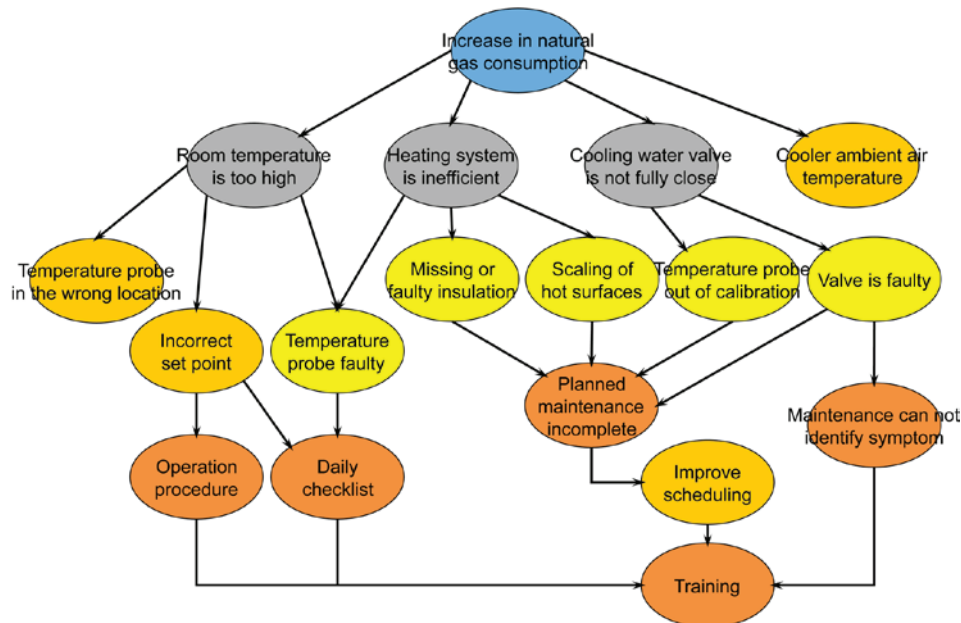 Increase in natural
gas consumption
Room temperature
is too high
Heating system
is inefficient
Cooling water valve
is not fully close
Cooler ambient air
temperature
Temperature probe
in the wrong location
Missing or
faulty insulation
Scaling of
hot surfaces
Temperature probe
out of calibration
Valve is faulty
Incorrect
set point
Temperature
probe faulty
Planned
maintenance
incomplete
Maintenance can not
identify symptom
Operation
procedure
Daily
checklist
Improve
scheduling
Training